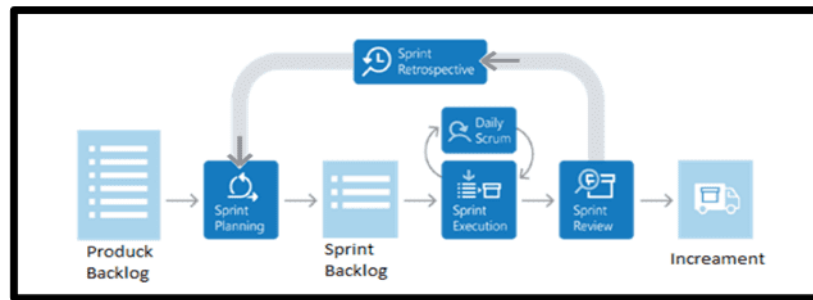 Sprint
Retrospective
Daily
Scrum
Sprint
Planning
Sprint
Execution
Sprint
Review
Produck
Backlog
Sprint
Backlog
Increament